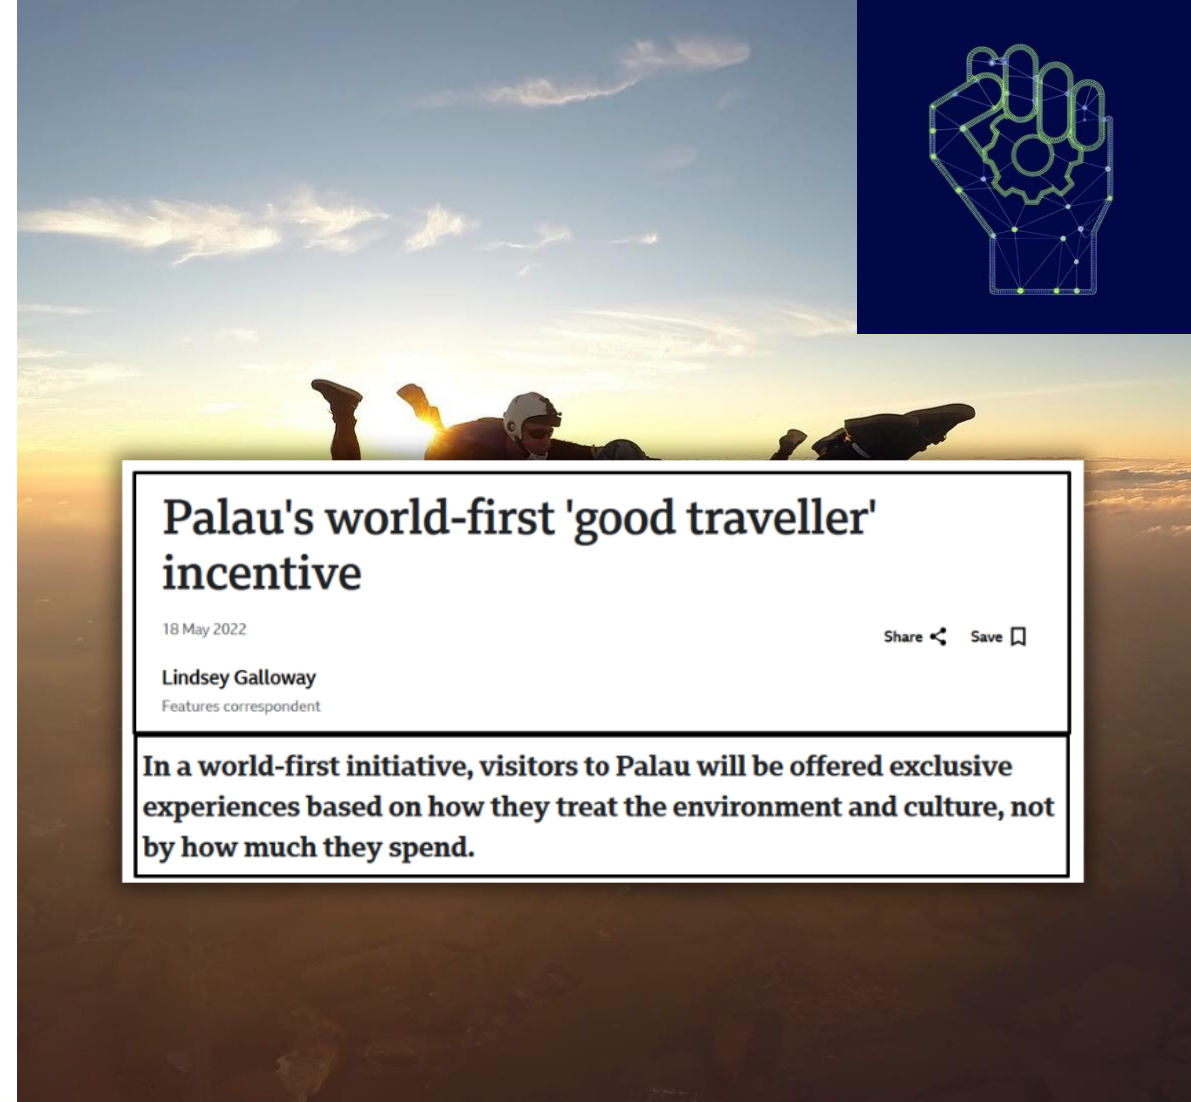 Palau's world-first 'good traveller'
incentive
18 May 2022
Share
Save
Lindsey Galloway
Features correspondent
In a world-first initiative, visitors to Palau will be offered exclusive
experiences based on how they treat the environment and culture, not
by how much they spend.